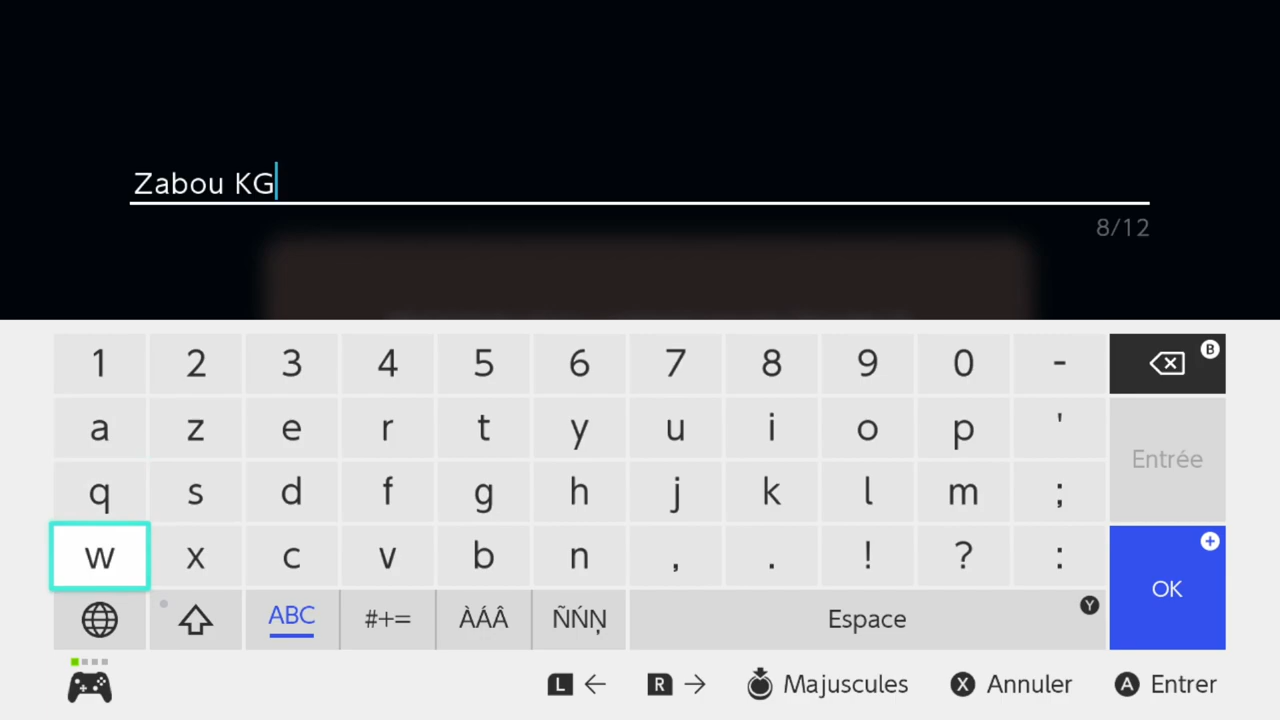 Zabou KG
8/12
1 2 3 4 5 6 7 8 9 0 - B
a z e r t y u i o p ' Entrée
q s d f g h j k l m ;
w x c v b n , . ! ? : + OK
ABC #+= ÀÁÂ ÑŃŅ Espace Y
L ← R → Majuscules X Annuler A Entrer